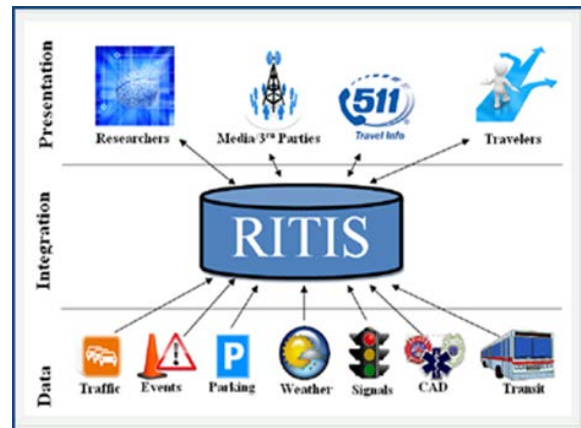 Presentation
511
Travel Info
Researchers
Media/3rd Parties
Travelers
Integration
RITIS
Data
P
Traffic
Events
Parking
Weather
Signals
CAD
Transit